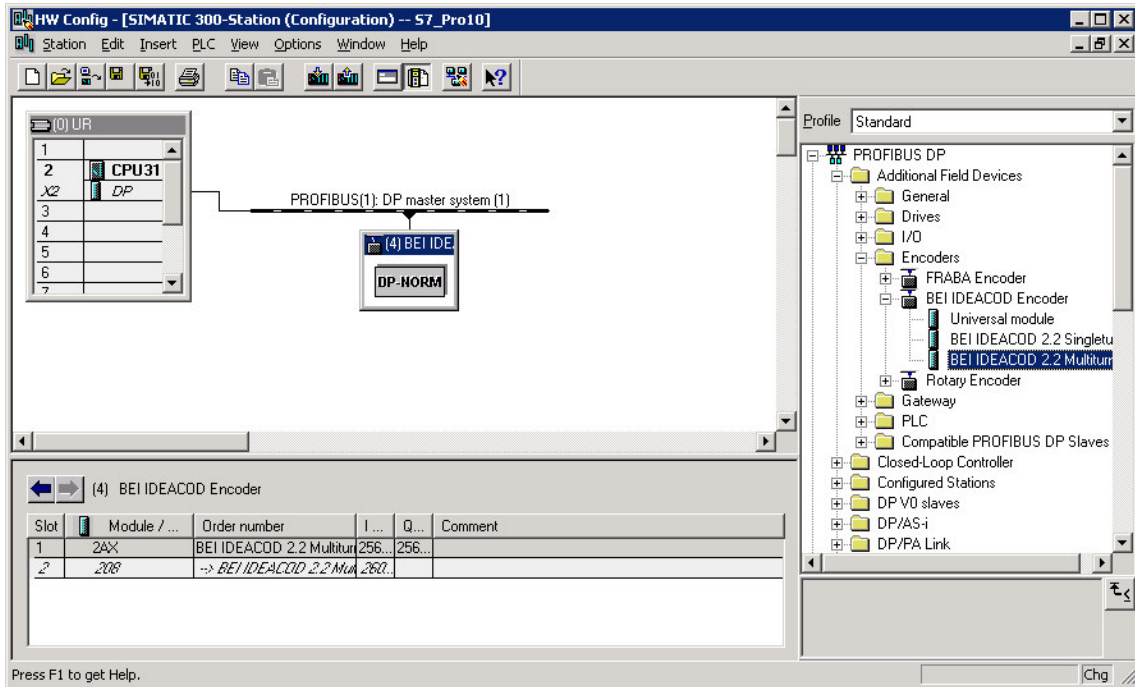 HW Config - [SIMATIC 300-Station (Configuration) -- S7_Pro10]
Station Edit Insert PLC View Options Window Help
(0) UR
1
2 CPU31
X2 DP
3
4
5
6
7
PROFIBUS(1): DP master system (1)
(4) BEI IDE
DP-NORM
Profile Standard
PROFIBUS DP
Additional Field Devices
General
Drives
I/O
Encoders
FRABA Encoder
BEI IDEACOD Encoder
Universal module
BEI IDEACOD 2.2 Singletu
BEI IDEACOD 2.2 Multiturn
Rotary Encoder
Gateway
PLC
Compatible PROFIBUS DP Slaves
Closed-Loop Controller
Configured Stations
DP V0 slaves
DP/AS-i
DP/PA Link
(4) BEI IDEACOD Encoder
Slot Module / ... Order number I ... Q... Comment
1 2AX BEI IDEACOD 2.2 Multiturn 256... 256...
2 208 --> BEI IDEACOD 2.2 Mul 260...
Press F1 to get Help.
Chg